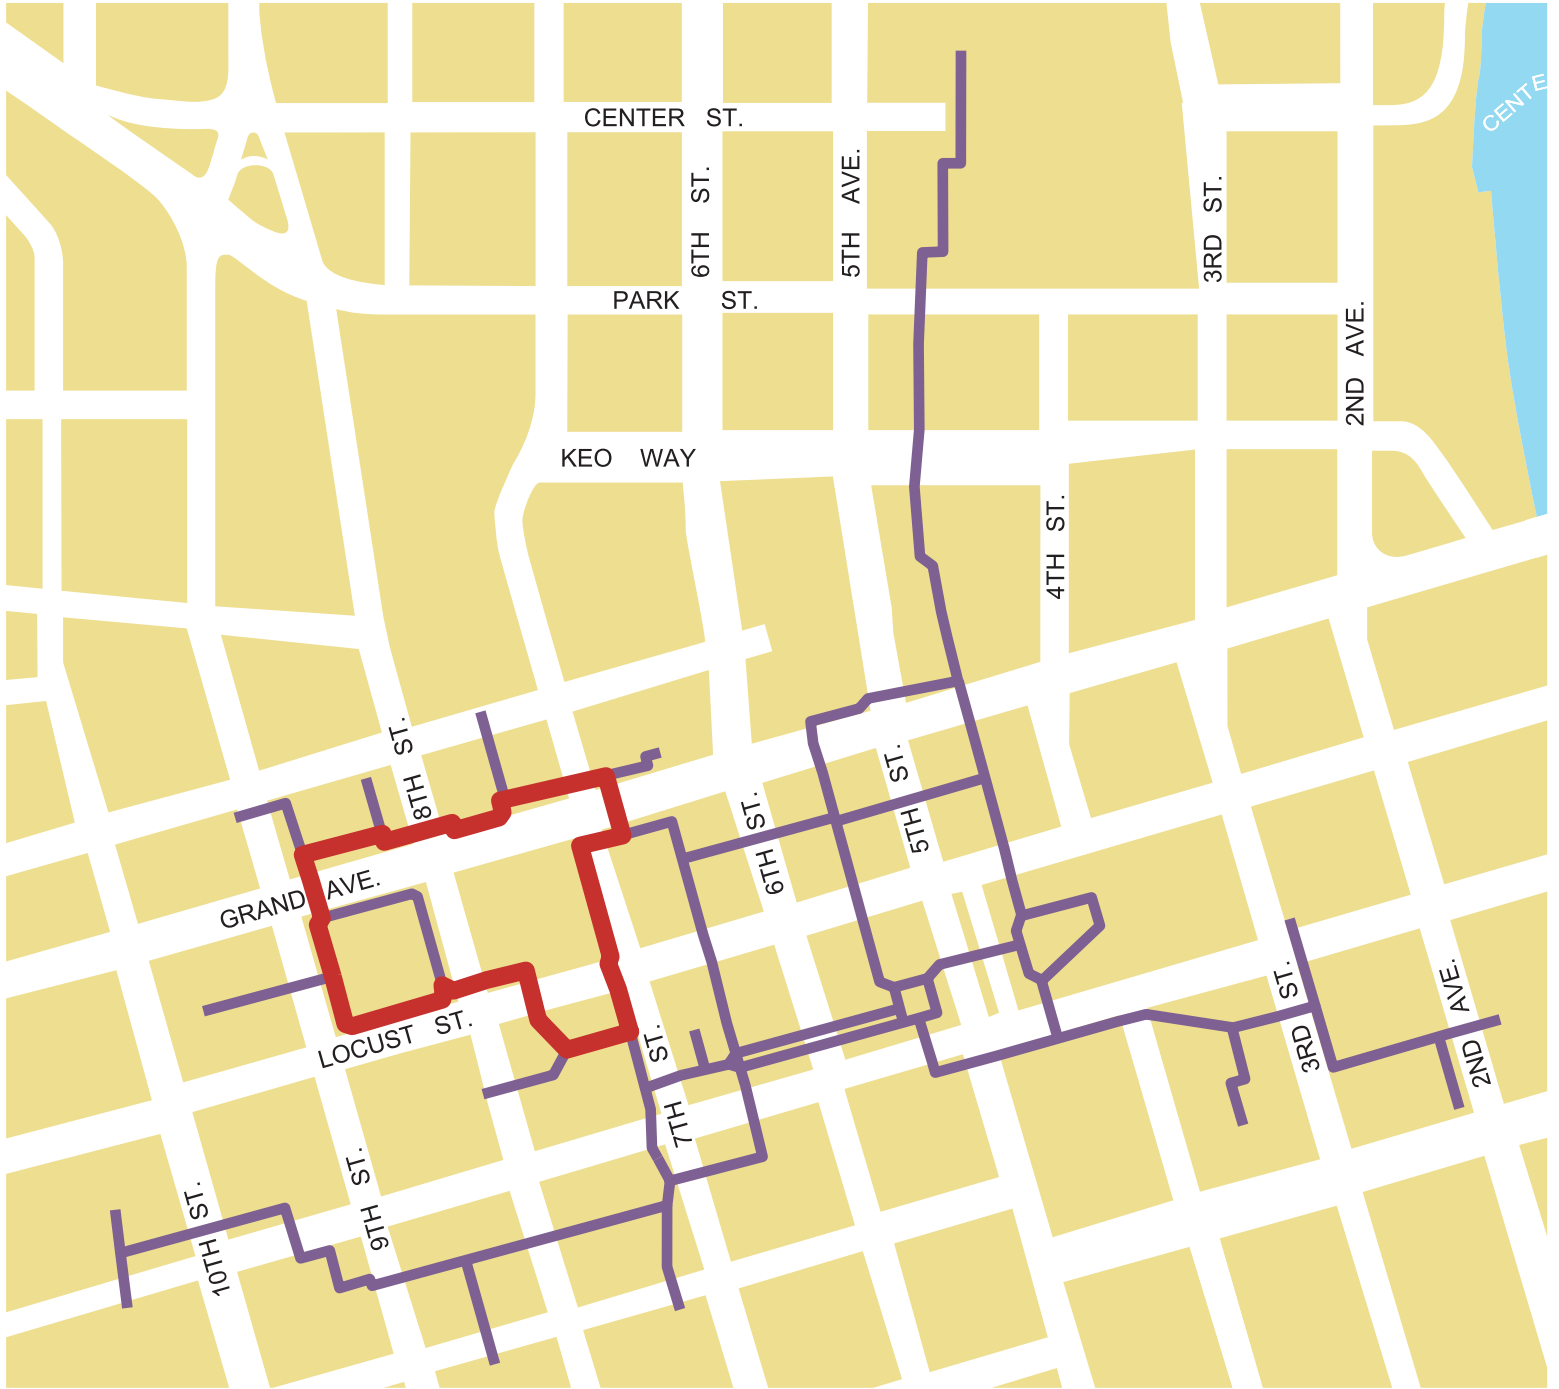 CENTE
CENTER ST.
6TH ST.
5TH AVE.
3RD ST.
PARK ST.
2ND AVE.
KEO WAY
4TH ST.
8TH ST.
5TH ST.
6TH ST.
GRAND AVE.
LOCUST ST.
3RD ST.
2ND AVE.
7TH ST.
9TH ST.
10TH ST.